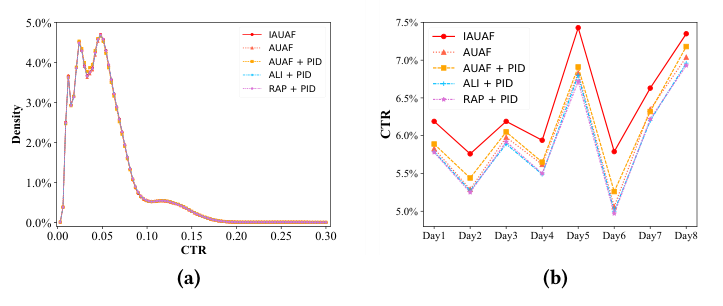 5.0%
4.0%
3.0%
2.0%
1.0%
0.0%
Density
0.00
0.05
0.10
0.15
0.20
0.25
0.30
CTR
IAUAF
AUAF
AUAF + PID
ALI + PID
RAP + PID
(a)
7.5%
7.0%
6.5%
6.0%
5.5%
5.0%
CTR
Day1
Day2
Day3
Day4
Day5
Day6
Day7
Day8
IAUAF
AUAF
AUAF + PID
ALI + PID
RAP + PID
(b)